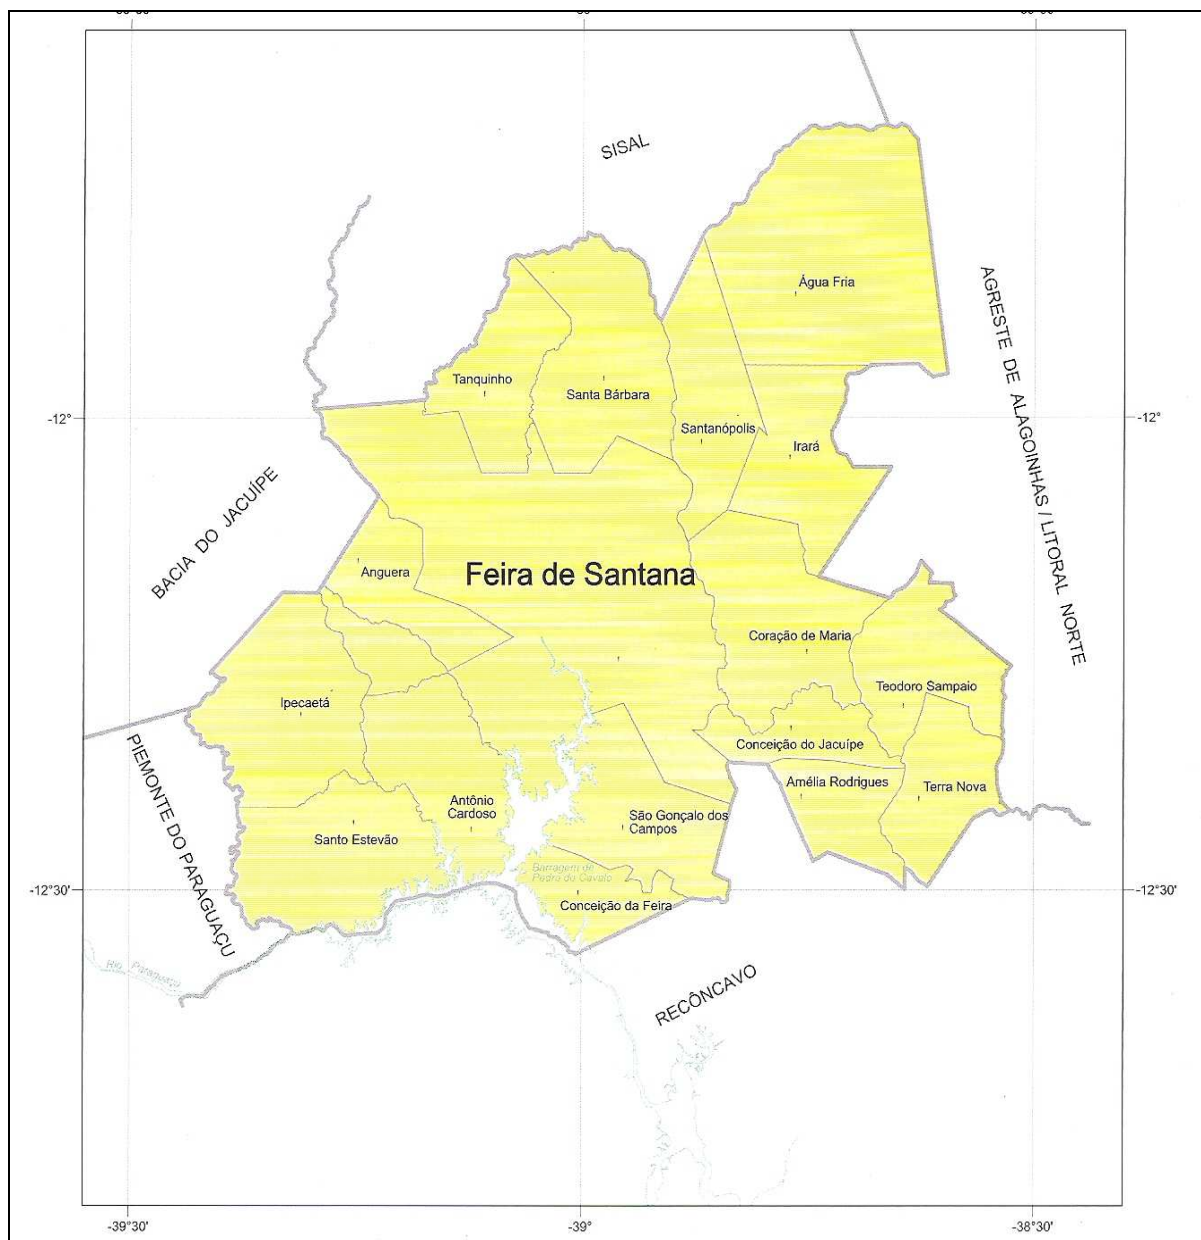 SISAL
Água Fria
AGRESTE DE ALAGOINHAS / LITORAL NORTE
Tanquinho
Santa Bárbara
-12°
-12°
Santanópolis
Irará
BACIA DO JACUÍPE
Anguera
Feira de Santana
Coração de Maria
Teodoro Sampaio
Ipecaetá
Conceição do Jacuípe
PIEMONTE DO PARAGUAÇU
Amélia Rodrigues
Terra Nova
Antônio
Cardoso
São Gonçalo dos
Campos
Santo Estevão
Barragem de
Pedra do Cavalo
-12°30'
-12°30'
Conceição da Feira
Rio Paraguaçu
RECÔNCAVO
-39°30'
-39°
-38°30'